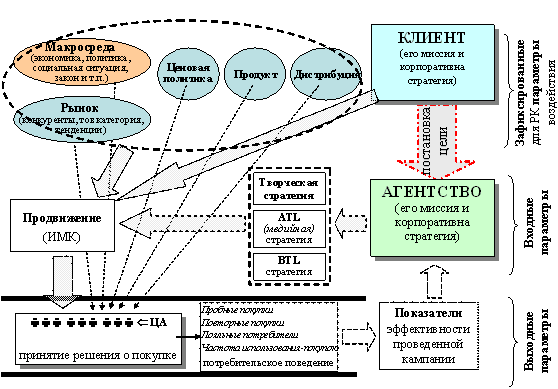 Макросреда
(экономика, политика,
социальная ситуация,
закон и т.п.)
Рынок
(конкуренты, тов категория,
тенденции)
Ценовая
политика
Продукт
Дистрибуция
КЛИЕНТ
(его миссия и
корпоративна
стратегия)
Зафиксированные
для РК параметры
воздействия
постановка
цели
Продвижение
(ИМК)
Творческая
стратегия
ATL
(медийная)
стратегия
BTL
стратегия
АГЕНТСТВО
(его миссия и
корпоративна
стратегия)
Входные
параметры
⇐ ЦА
принятие решения о покупке
Пробные покупки
Повторные покупки
Лояльные потребители
Частота использования-покупок
потребительское поведение
Показатели
эффективности
проведенной
кампании
Выходные
параметры